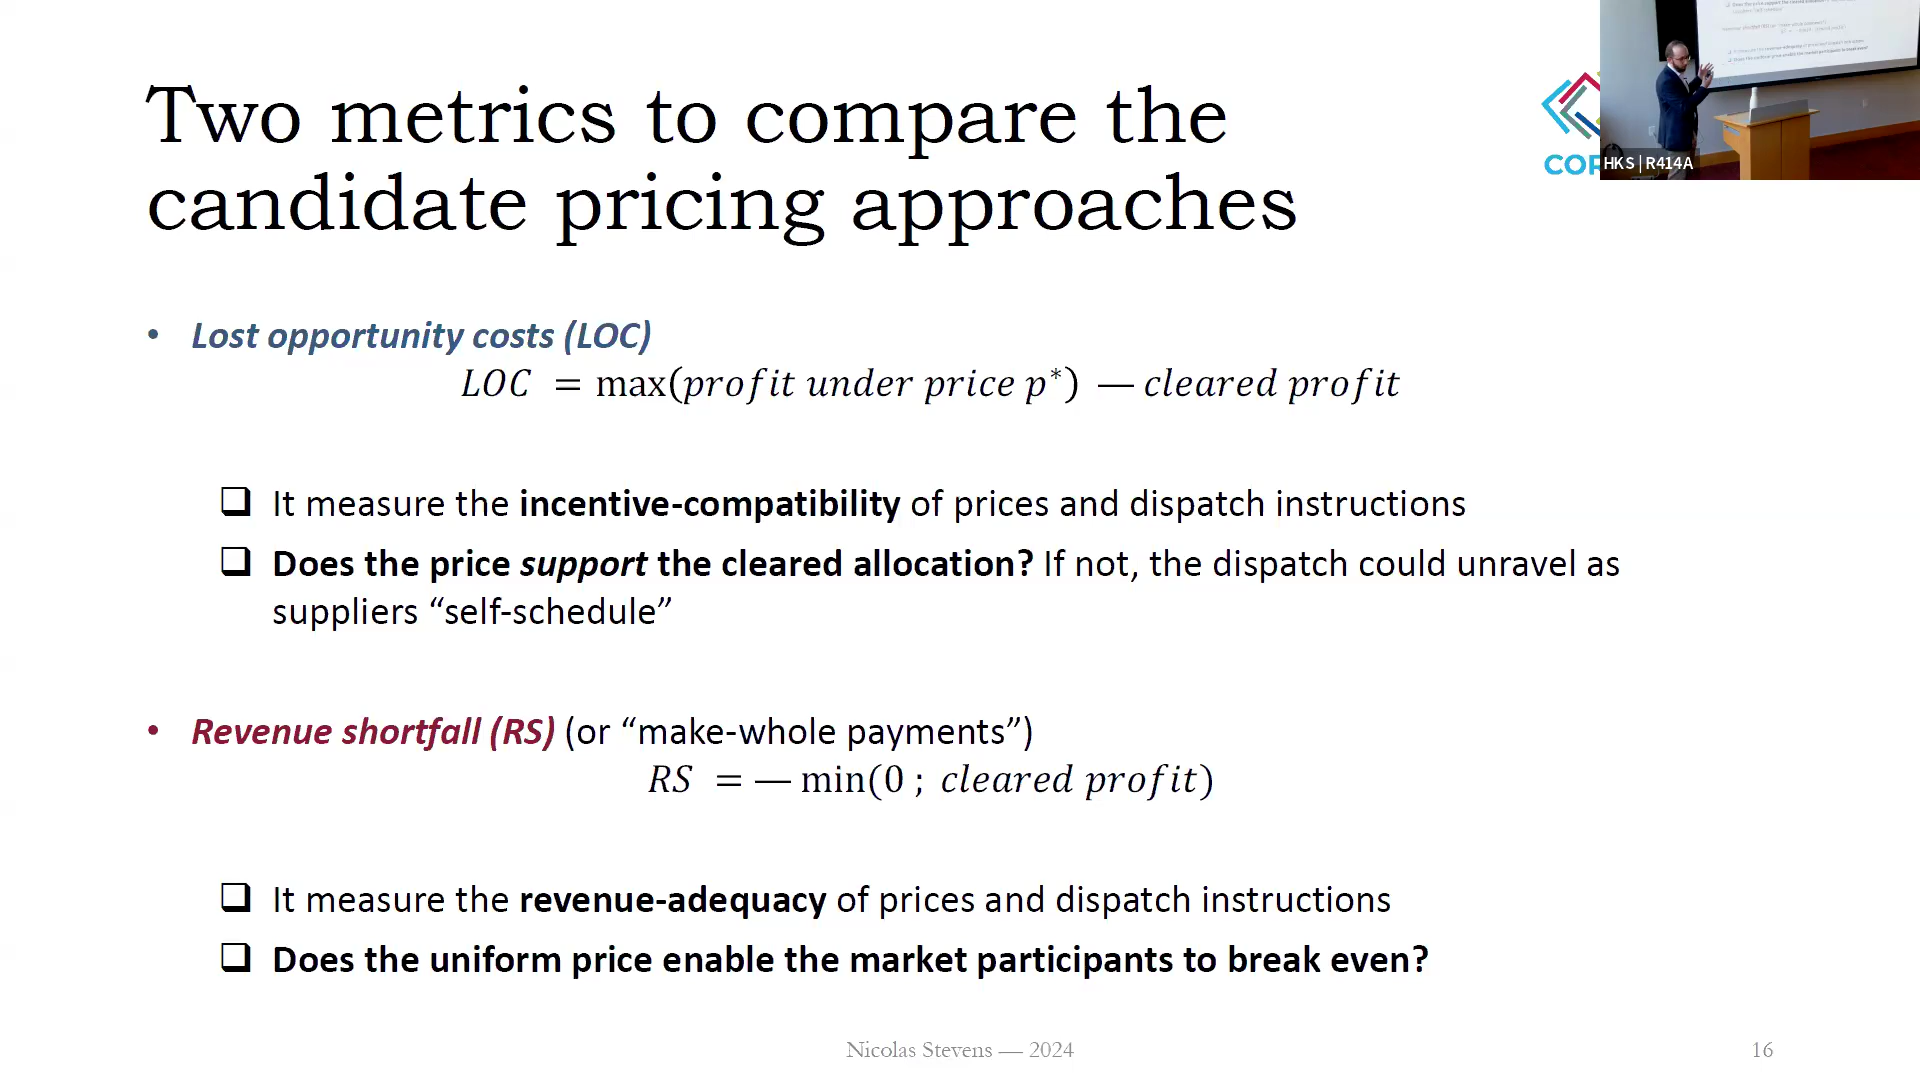 Two metrics to compare the
candidate pricing approaches
COR
HKS | R414A
• Lost opportunity costs (LOC)
LOC = max(profit under price p*) — cleared profit
❑ It measure the incentive-compatibility of prices and dispatch instructions
❑ Does the price support the cleared allocation? If not, the dispatch could unravel as
suppliers “self-schedule”
• Revenue shortfall (RS) (or “make-whole payments”)
RS = — min(0 ; cleared profit)
❑ It measure the revenue-adequacy of prices and dispatch instructions
❑ Does the uniform price enable the market participants to break even?
Nicolas Stevens — 2024
16